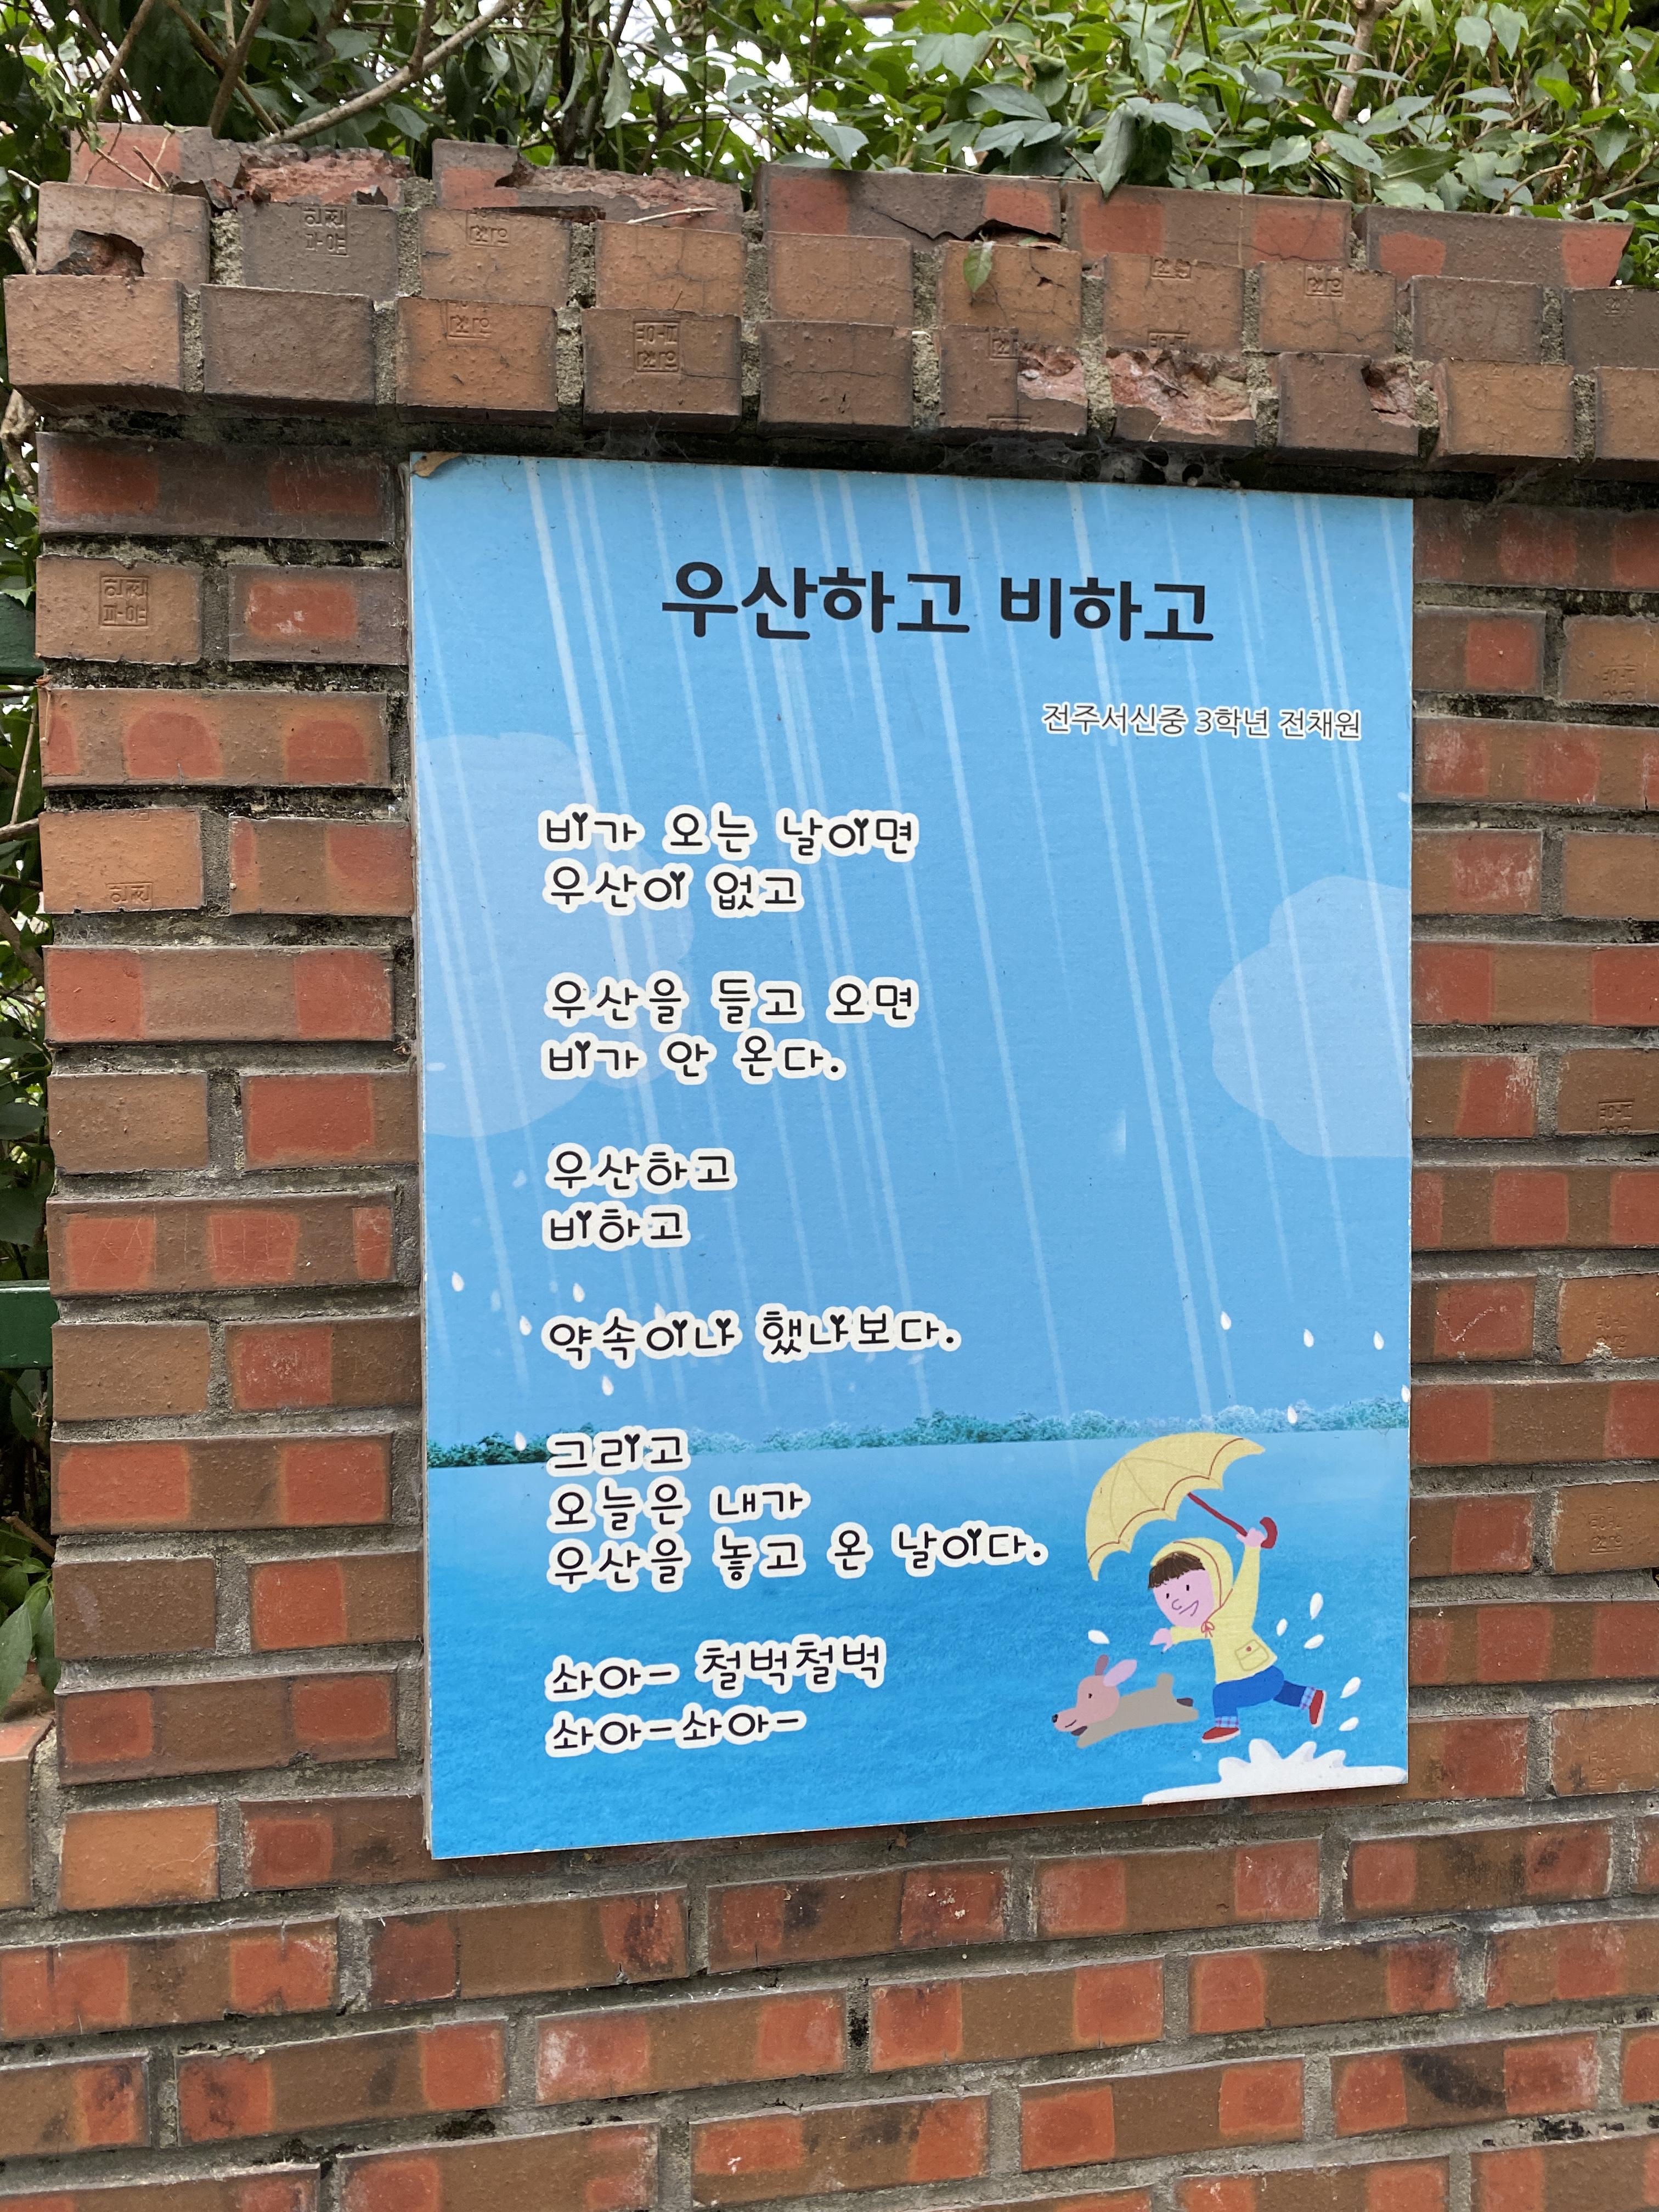 우산하고 비하고
전주서신중 3학년 전채원
비가 오는 날이면
우산이 없고
우산을 들고 오면
비가 안 온다.
우산하고
비하고
약속이나 했나보다.
그리고
오늘은 내가
우산을 놓고 온 날이다.
솨아- 철벅철벅
솨아-솨아-